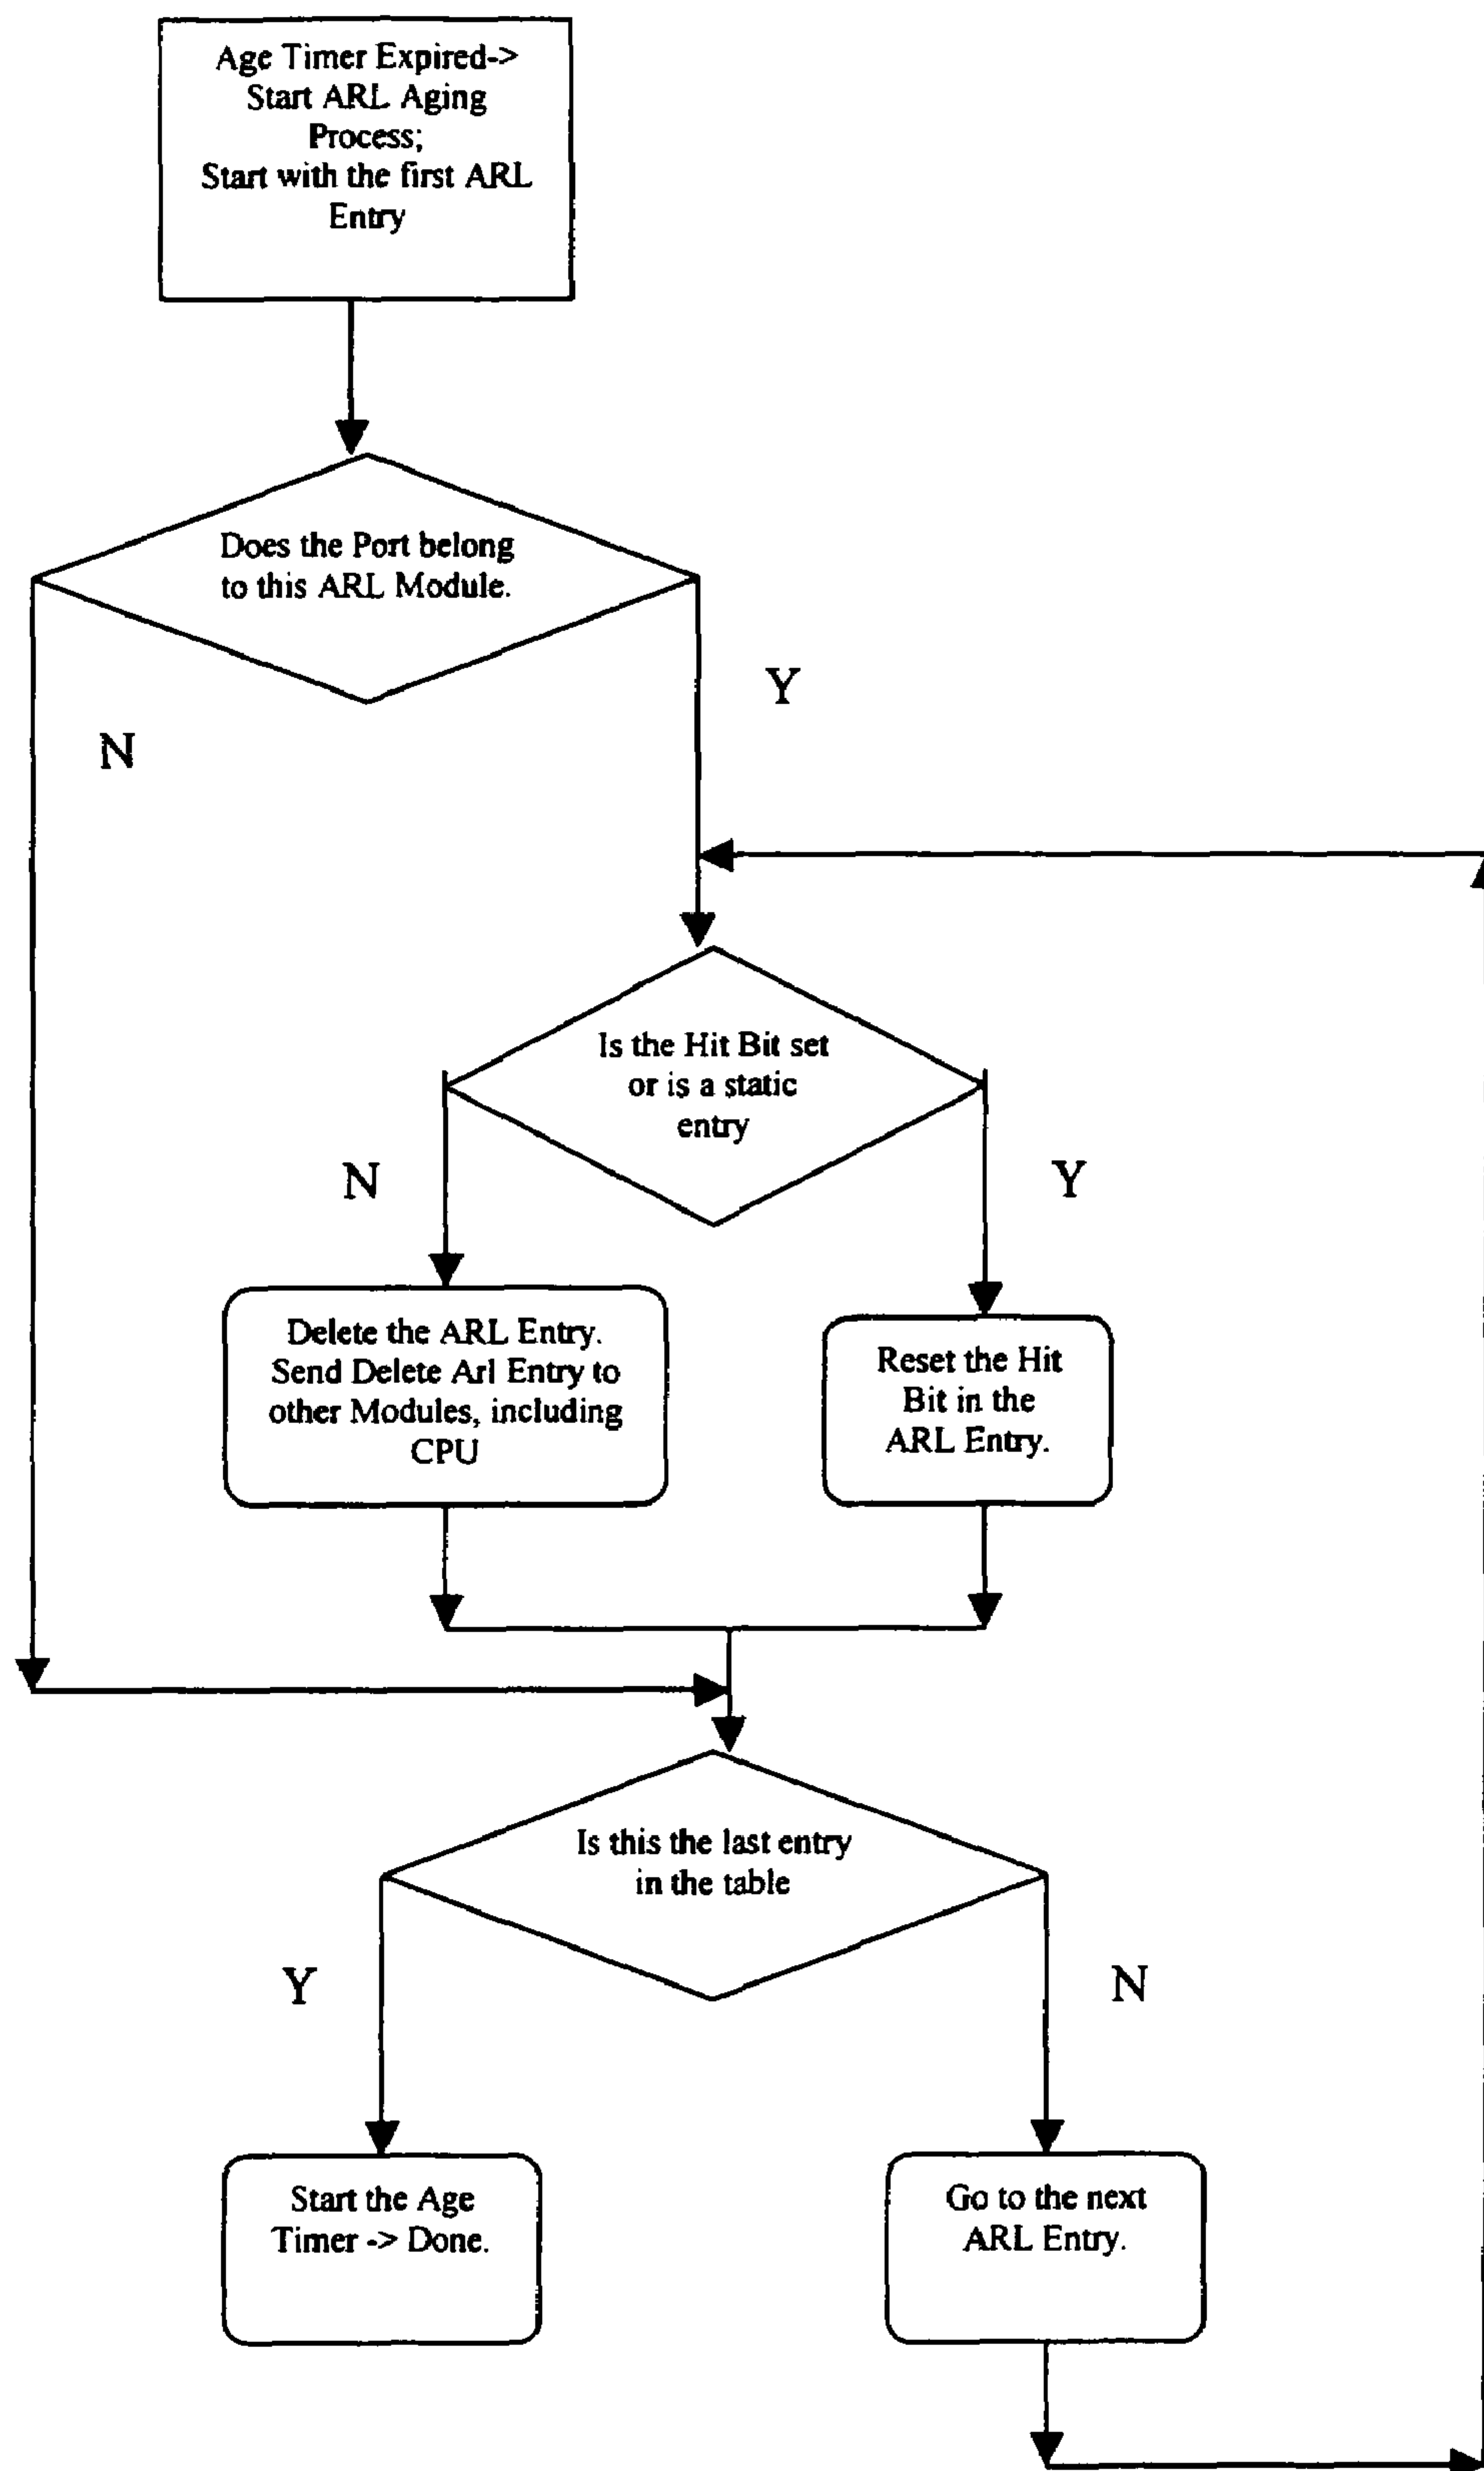 Age Timer Expired->
Start ARL Aging
Process;
Start with the first ARL
Entry
Does the Port belong
to this ARL Module.
Y
N
Is the Hit Bit set
or is a static
entry
N
Y
Delete the ARL Entry.
Send Delete Arl Entry to
other Modules, including
CPU
Reset the Hit
Bit in the
ARL Entry.
Is this the last entry
in the table
Y
N
Start the Age
Timer -> Done.
Go to the next
ARL Entry.